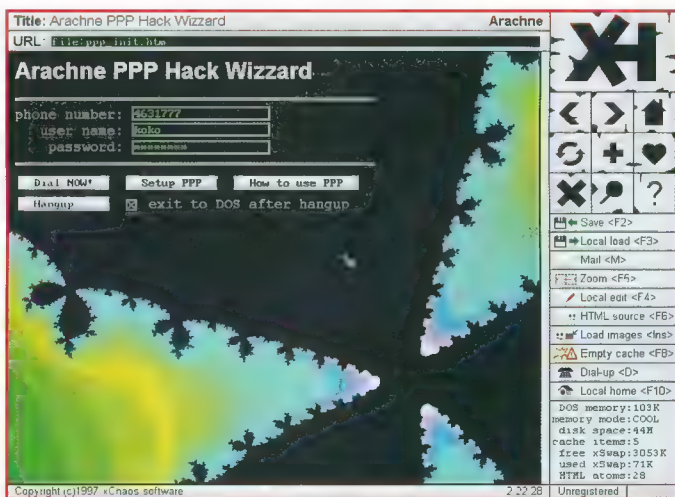 Title: Arachne PPP Hack Wizzard
Arachne
URL: file:ppp_init.htm
Arachne PPP Hack Wizzard
phone number: 4631777
user name: koko
password: ********
Dial NOW!
Setup PPP
How to use PPP
Hangup
exit to DOS after hangup
Save <F2>
Local load <F3>
Mail <M>
Zoom <F5>
Local edit <F4>
HTML source <F6>
Load images <Ins>
Empty cache <F8>
Dial-up <D>
Local home <F10>
DOS memory:103K
memory mode:COOL
disk space:44M
cache items:5
free xSwap:3053K
used xSwap:71K
HTML atoms:28
Copyright (c)1997 xChaos software
2.22.28
Unregistered